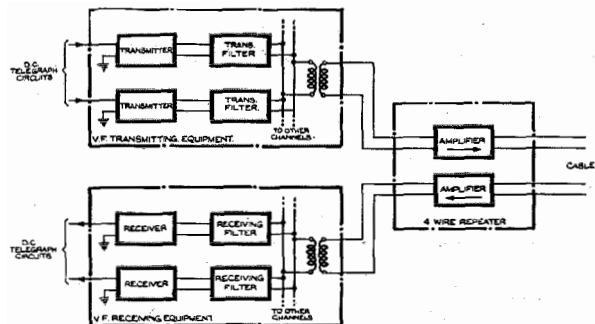 D.C.
TELEGRAPH
CIRCUITS
TRANSMITTER
TRANS.
FILTER
TRANSMITTER
TRANS.
FILTER.
TO OTHER
CHANNELS
V.F. TRANSMITTING EQUIPMENT.
AMPLIFIER
AMPLIFIER
CABLE
4 WIRE REPEATER
D.C.
TELEGRAPH
CIRCUITS
RECEIVER
RECEIVING
FILTER
RECEIVER
RECEIVING
FILTER
TO OTHER
CHANNELS
V.F. RECEIVING EQUIPMENT